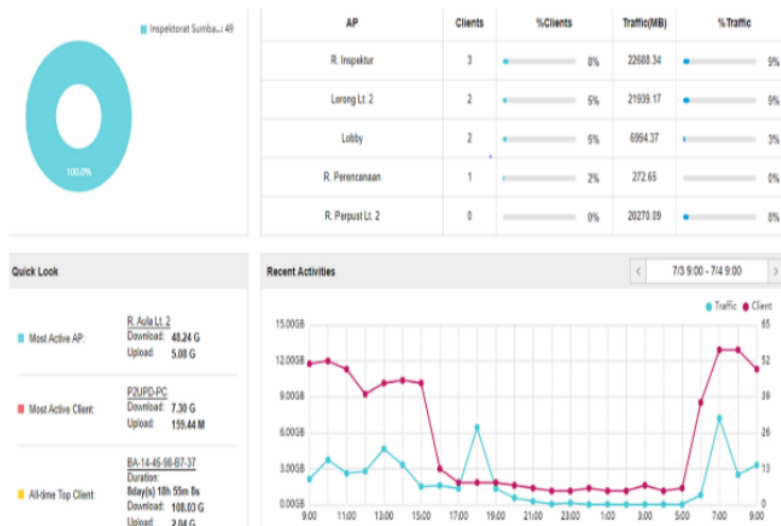 Inspektorat Sumba...: 49
100.0%
AP Clients %Clients Traffic(MB) %Traffic
R. Inspektur 3 8% 22688.34 9%
Lorong Lt. 2 2 5% 21939.17 9%
Lobby 2 5% 6994.37 3%
R. Perencanaan 1 2% 272.65 0%
R. Perpust Lt. 2 0 0% 20270.09 8%
Quick Look
Most Active AP:
R. Aula Lt. 2
Download: 48.24 G
Upload: 5.08 G
Most Active Client:
P2UPD-PC
Download: 7.30 G
Upload: 159.44 M
All-time Top Client:
BA-14-45-98-B7-37
Duration:
8day(s) 18h 55m 8s
Download: 108.03 G
Upload: 2.04 G
Recent Activities
< 7/3 9:00 - 7/4 9:00 >
Traffic Client
15.00GB 65
12.00GB 52
9.00GB 39
6.00GB 26
3.00GB 13
0.00GB 0
9:00 11:00 13:00 15:00 17:00 19:00 21:00 23:00 1:00 3:00 5:00 7:00 9:00